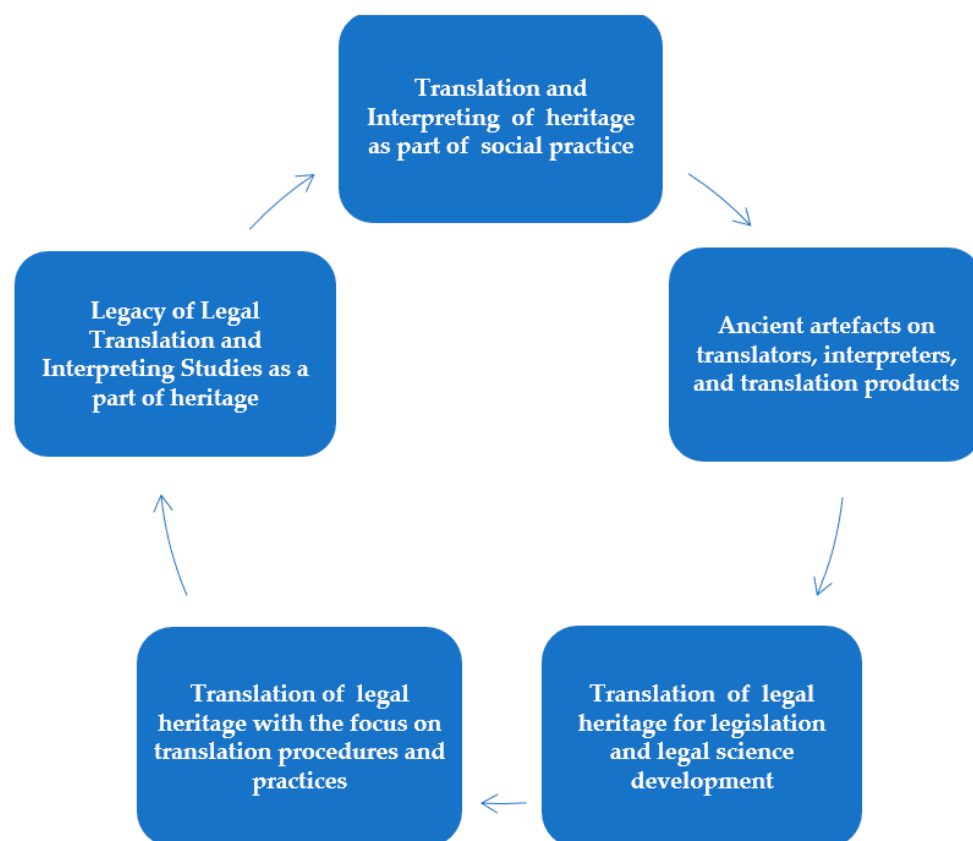 Translation and
Interpreting of heritage
as part of social practice
Ancient artefacts on
translators, interpreters,
and translation products
Translation of legal
heritage for legislation
and legal science
development
Translation of legal
heritage with the focus on
translation procedures and
practices
Legacy of Legal
Translation and
Interpreting Studies as a
part of heritage